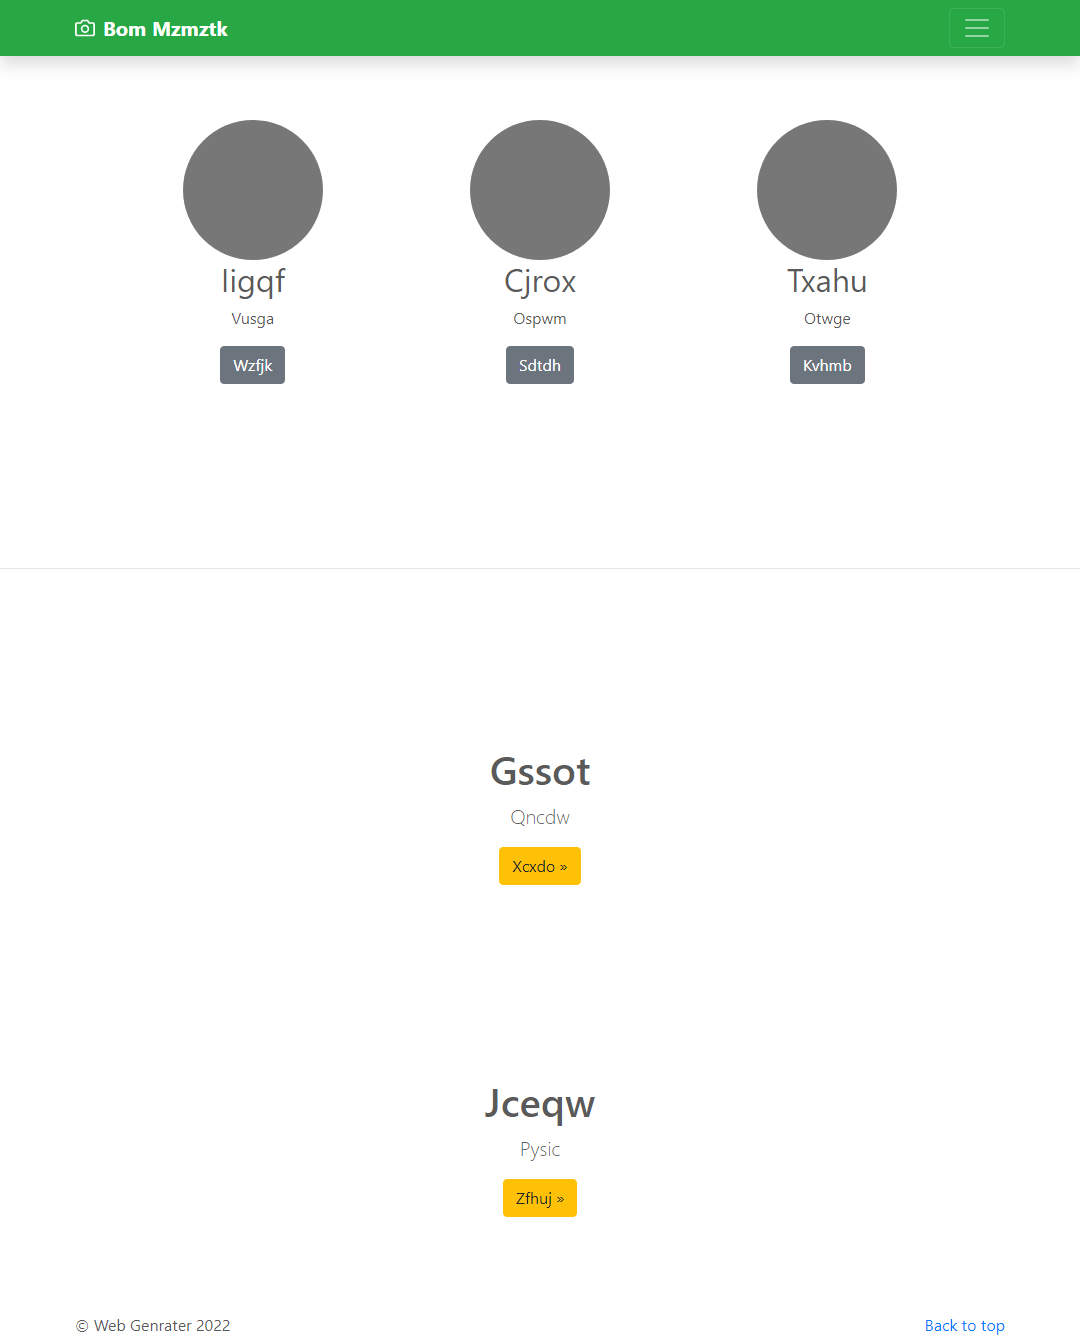 Bom Mzmztk
Iigqf
Cjrox
Txahu
Vusga
Ospwm
Otwge
Wzfjk
Sdtdh
Kvhmb
Gssot
Qncdw
Xcxdo »
Jceqw
Pysic
Zfhuj »
© Web Genrater 2022
Back to top